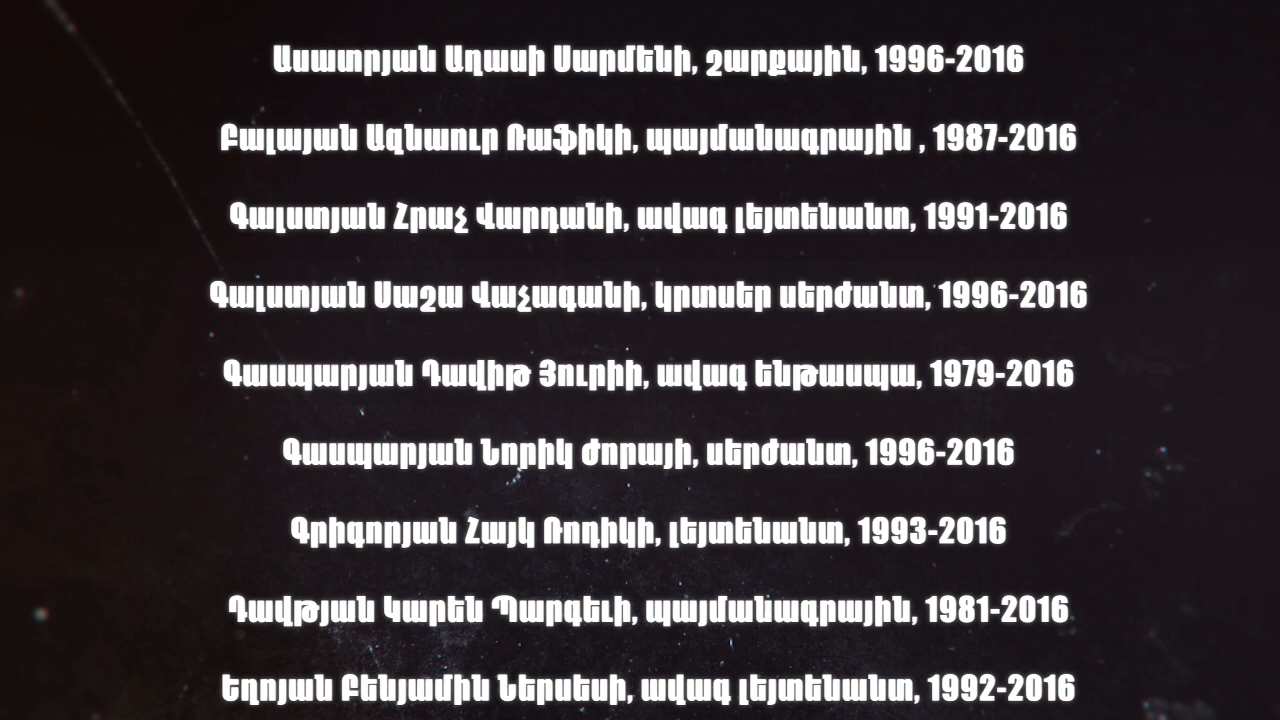 Ասատրյան Աղասի Սարմենի, շարքային, 1996-2016
Բալայան Ազնաուր Ռաֆիկի, պայմանագրային , 1987-2016
Գալստյան Հրաչ Վարդանի, ավագ լեյտենանտ, 1991-2016
Գալստյան Սաշա Վաչագանի, կրտսեր սերժանտ, 1996-2016
Գասպարյան Դավիթ Յուրիի, ավագ ենթասպա, 1979-2016
Գասպարյան Նորիկ Ժորայի, սերժանտ, 1996-2016
Գրիգորյան Հայկ Ռոդիկի, լեյտենանտ, 1993-2016
Դավթյան Կարեն Պարգեւի, պայմանագրային, 1981-2016
Եղոյան Բենյամին Ներսեսի, ավագ լեյտենանտ, 1992-2016